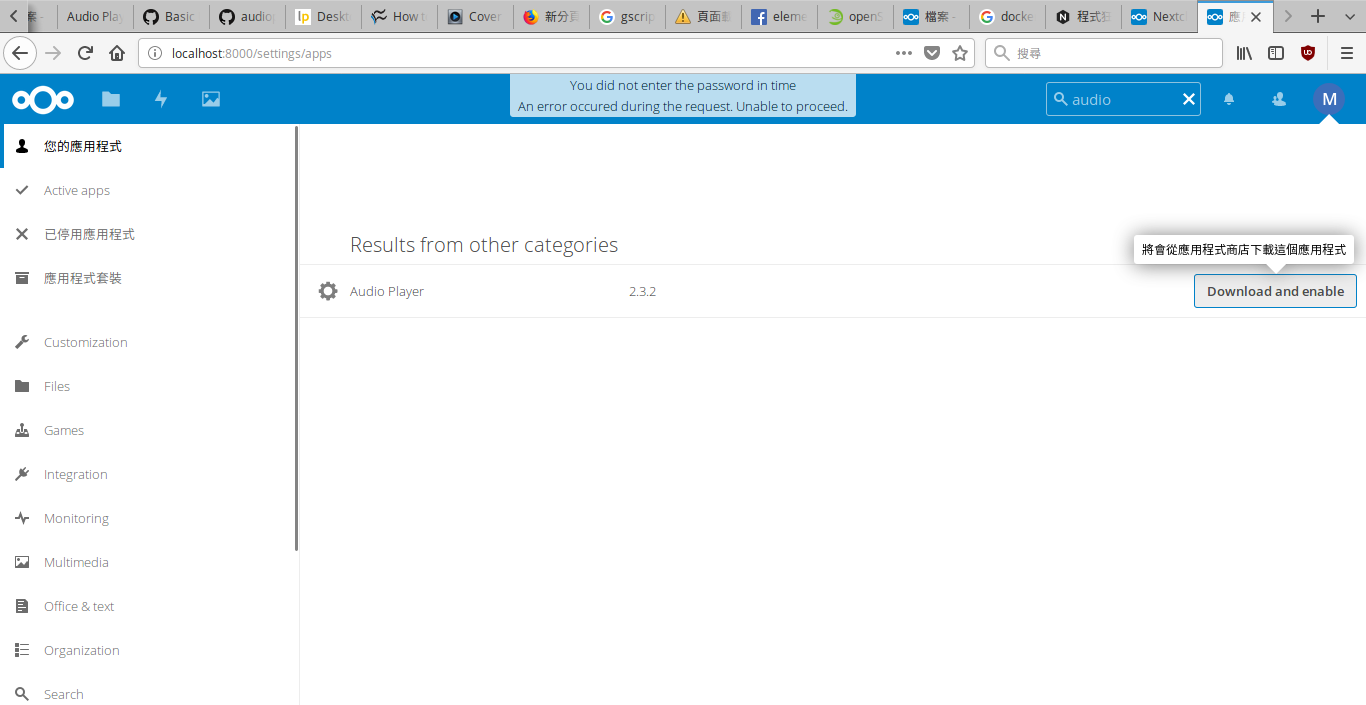 案 -
Audio Pla
Basic
audio
Deskt
How t
Cover
新分頁
gscrip
頁面載
eleme
openS
檔案 -
docke
程式狂
Nextcl
應
localhost:8000/settings/apps
搜尋
You did not enter the password in time
An error occured during the request. Unable to proceed.
audio
M
您的應用程式
Active apps
已停用應用程式
應用程式套裝
Customization
Files
Games
Integration
Monitoring
Multimedia
Office & text
Organization
Search
Results from other categories
將會從應用程式商店下載這個應用程式
Audio Player
2.3.2
Download and enable